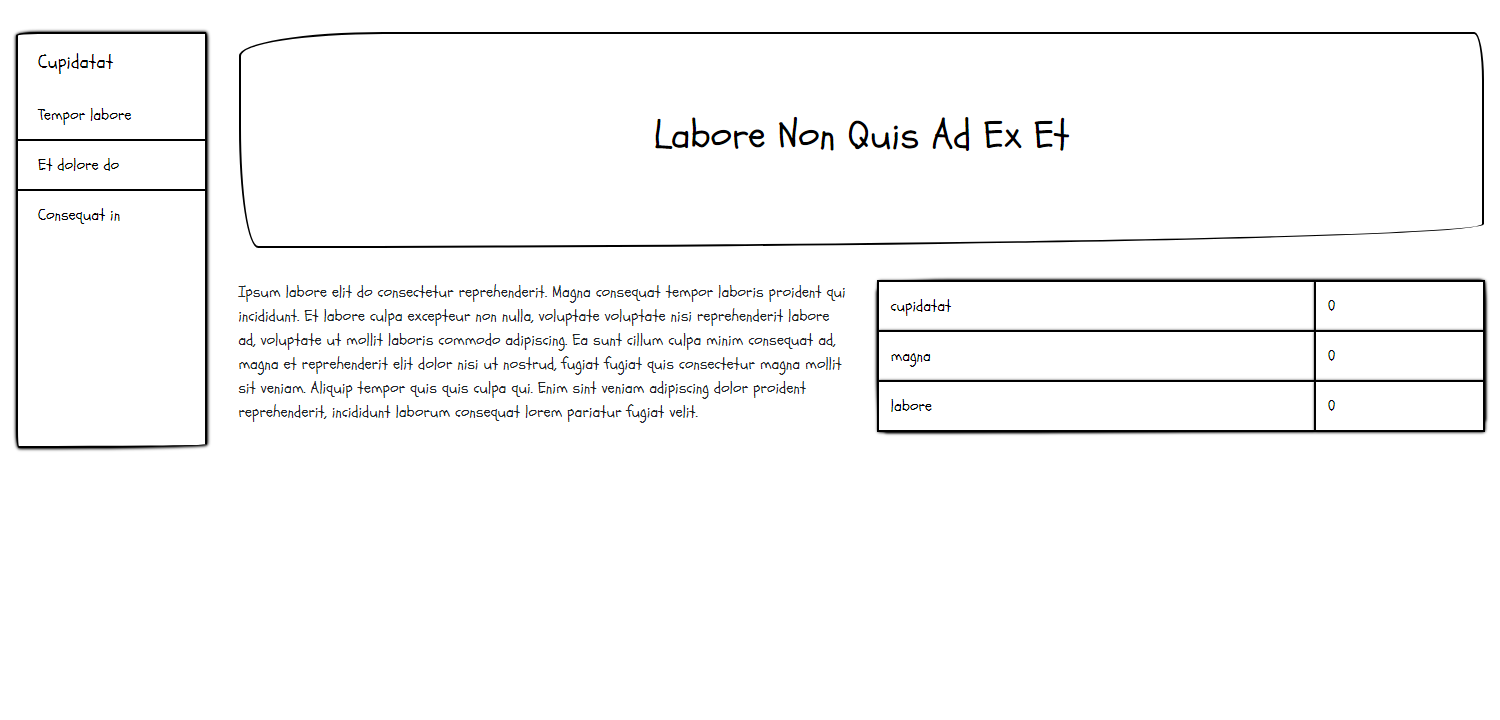 Cupidatat
Tempor labore
Et dolore do
Consequat in
Labore Non Quis Ad Ex Et
Ipsum labore elit do consectetur reprehenderit. Magna consequat tempor laboris proident qui
incididunt. Et labore culpa excepteur non nulla, voluptate voluptate nisi reprehenderit labore
ad, voluptate ut mollit laboris commodo adipiscing. Ea sunt cillum culpa minim consequat ad,
magna et reprehenderit elit dolor nisi ut nostrud, fugiat fugiat quis consectetur magna mollit
sit veniam. Aliquip tempor quis quis culpa qui. Enim sint veniam adipiscing dolor proident
reprehenderit, incididunt laborum consequat lorem pariatur fugiat velit.
cupidatat 0
magna 0
labore 0